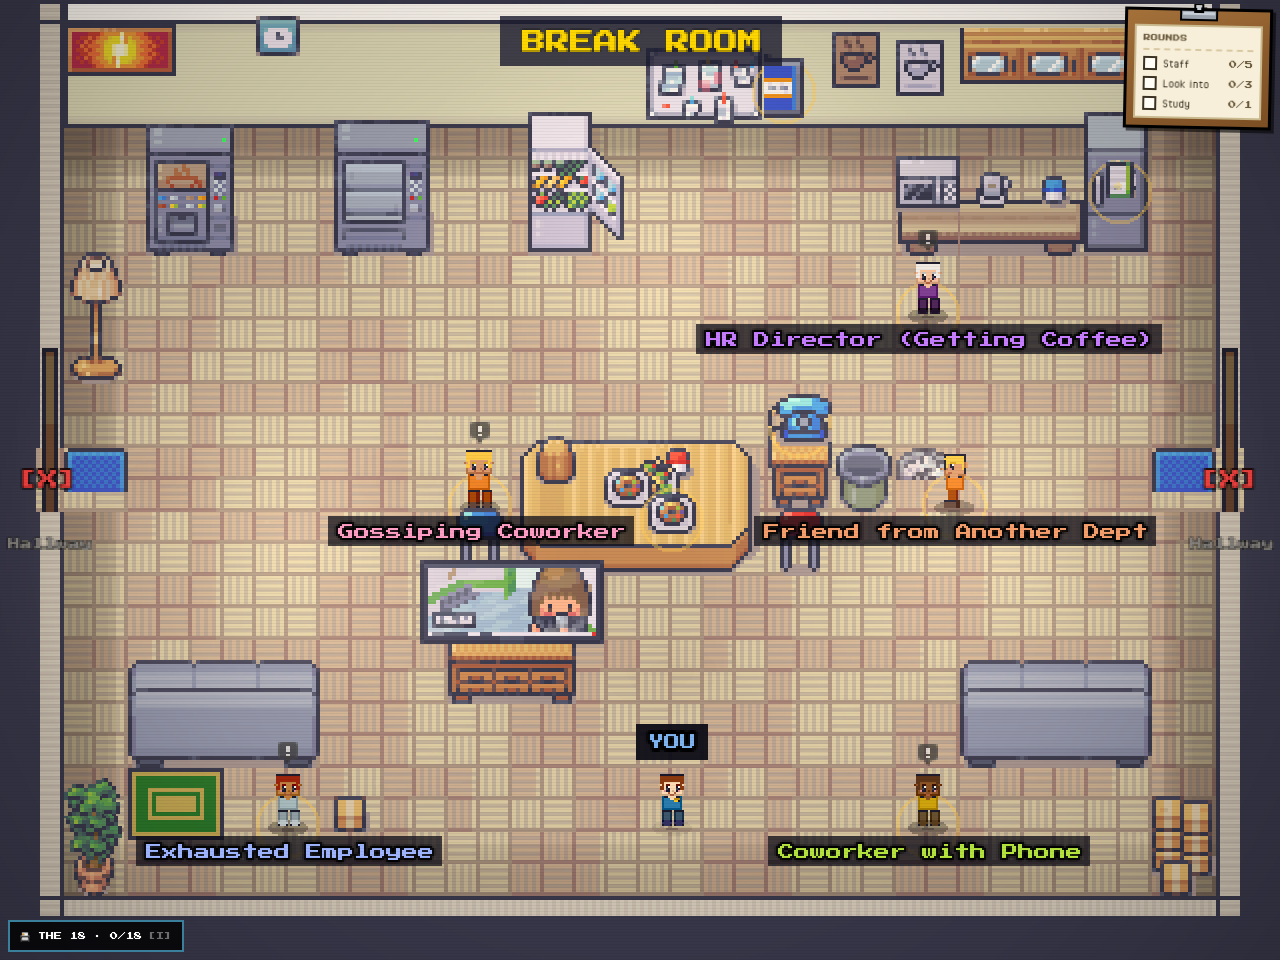 BREAK ROOM
ROUNDS
Staff 0/5
Look into 0/3
Study 0/1
!
HR Director (Getting Coffee)
!
[X]
[X]
Gossiping Coworker
Friend from Another Dept
Hallway
Hallway
YOU
!
!
Exhausted Employee
Coworker with Phone
THE 18 · 0/18 [I]